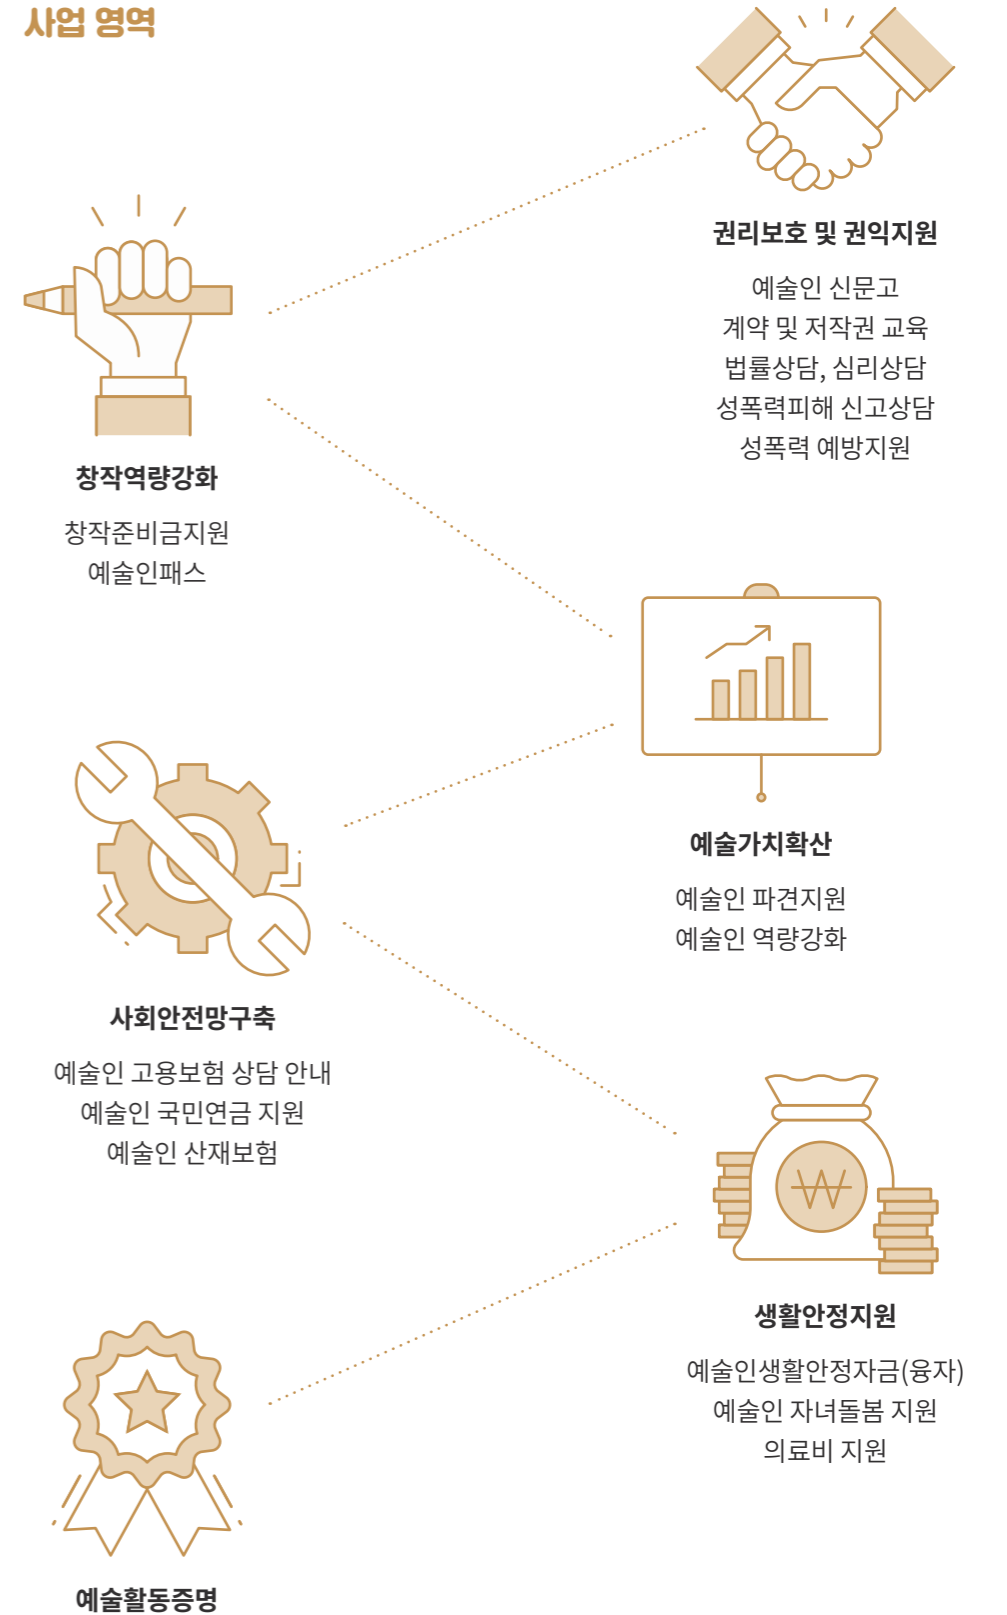 사업 영역
권리보호 및 권익지원
예술인 신문고
계약 및 저작권 교육
법률상담, 심리상담
성폭력피해 신고상담
성폭력 예방지원
창작역량강화
창작준비금지원
예술인패스
예술가치확산
예술인 파견지원
예술인 역량강화
사회안전망구축
예술인 고용보험 상담 안내
예술인 국민연금 지원
예술인 산재보험
생활안정지원
예술인생활안정자금(융자)
예술인 자녀돌봄 지원
의료비 지원
예술활동증명